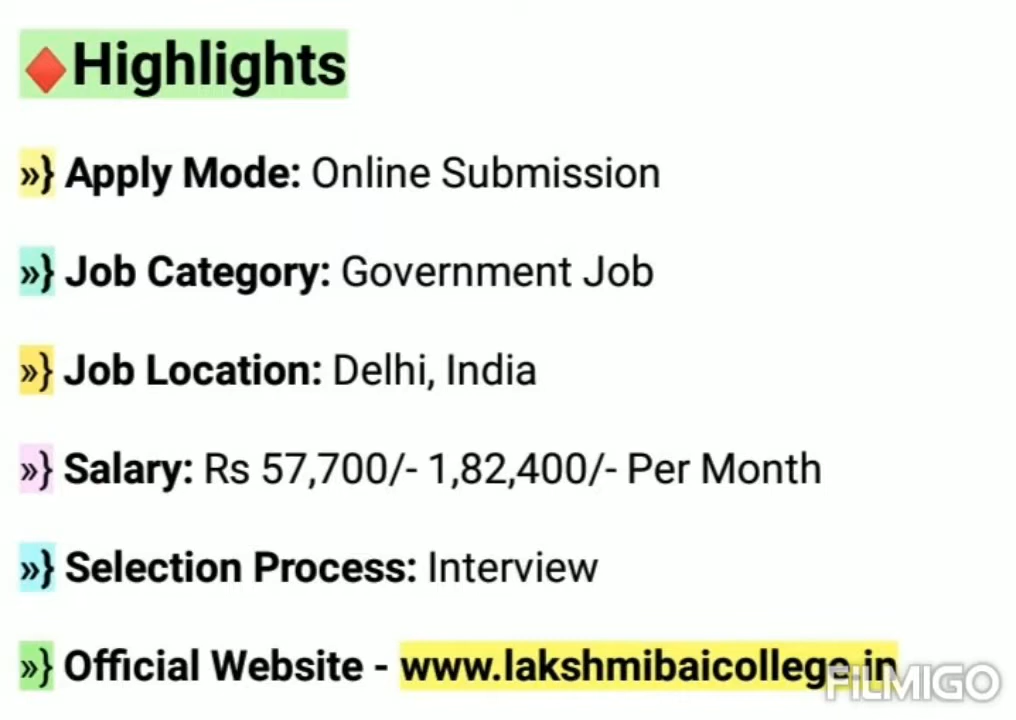 ♦Highlights
»} Apply Mode: Online Submission
»} Job Category: Government Job
»} Job Location: Delhi, India
»} Salary: Rs 57,700/- 1,82,400/- Per Month
»} Selection Process: Interview
»} Official Website - www.lakshmibaicollege.in
FILMIGO